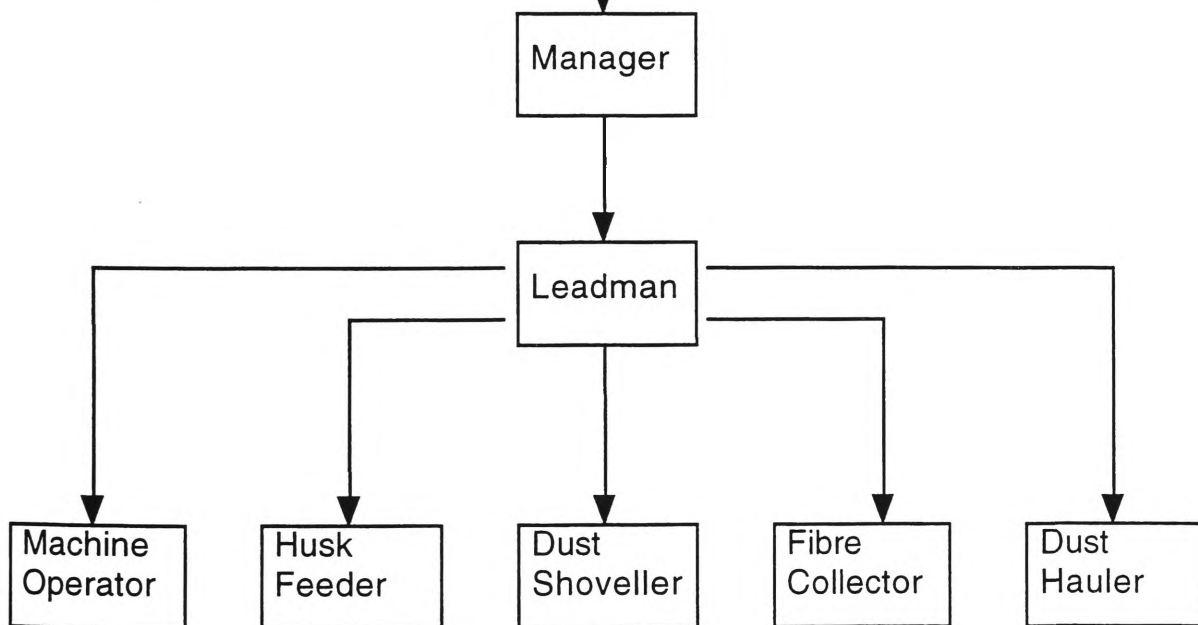 Manager
Leadman
Machine
Operator
Husk
Feeder
Dust
Shoveller
Fibre
Collector
Dust
Hauler